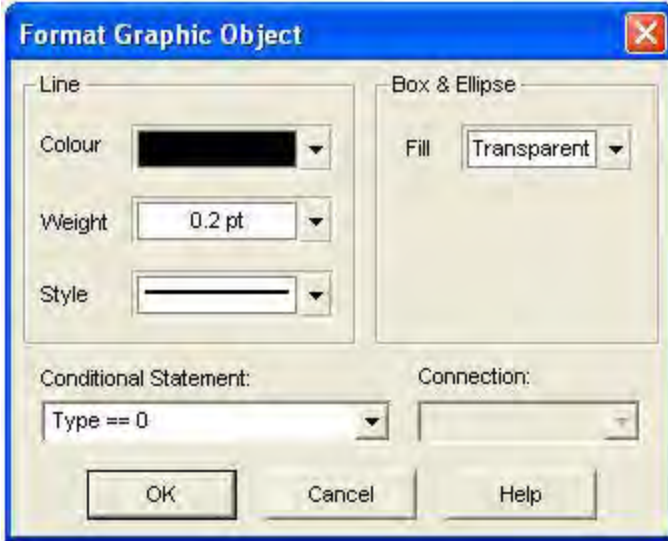 Format Graphic Object
Line
Box & Ellipse
Colour
Fill Transparent
Weight 0.2 pt
Style
Conditional Statement: Connection:
Type == 0
OK Cancel Help